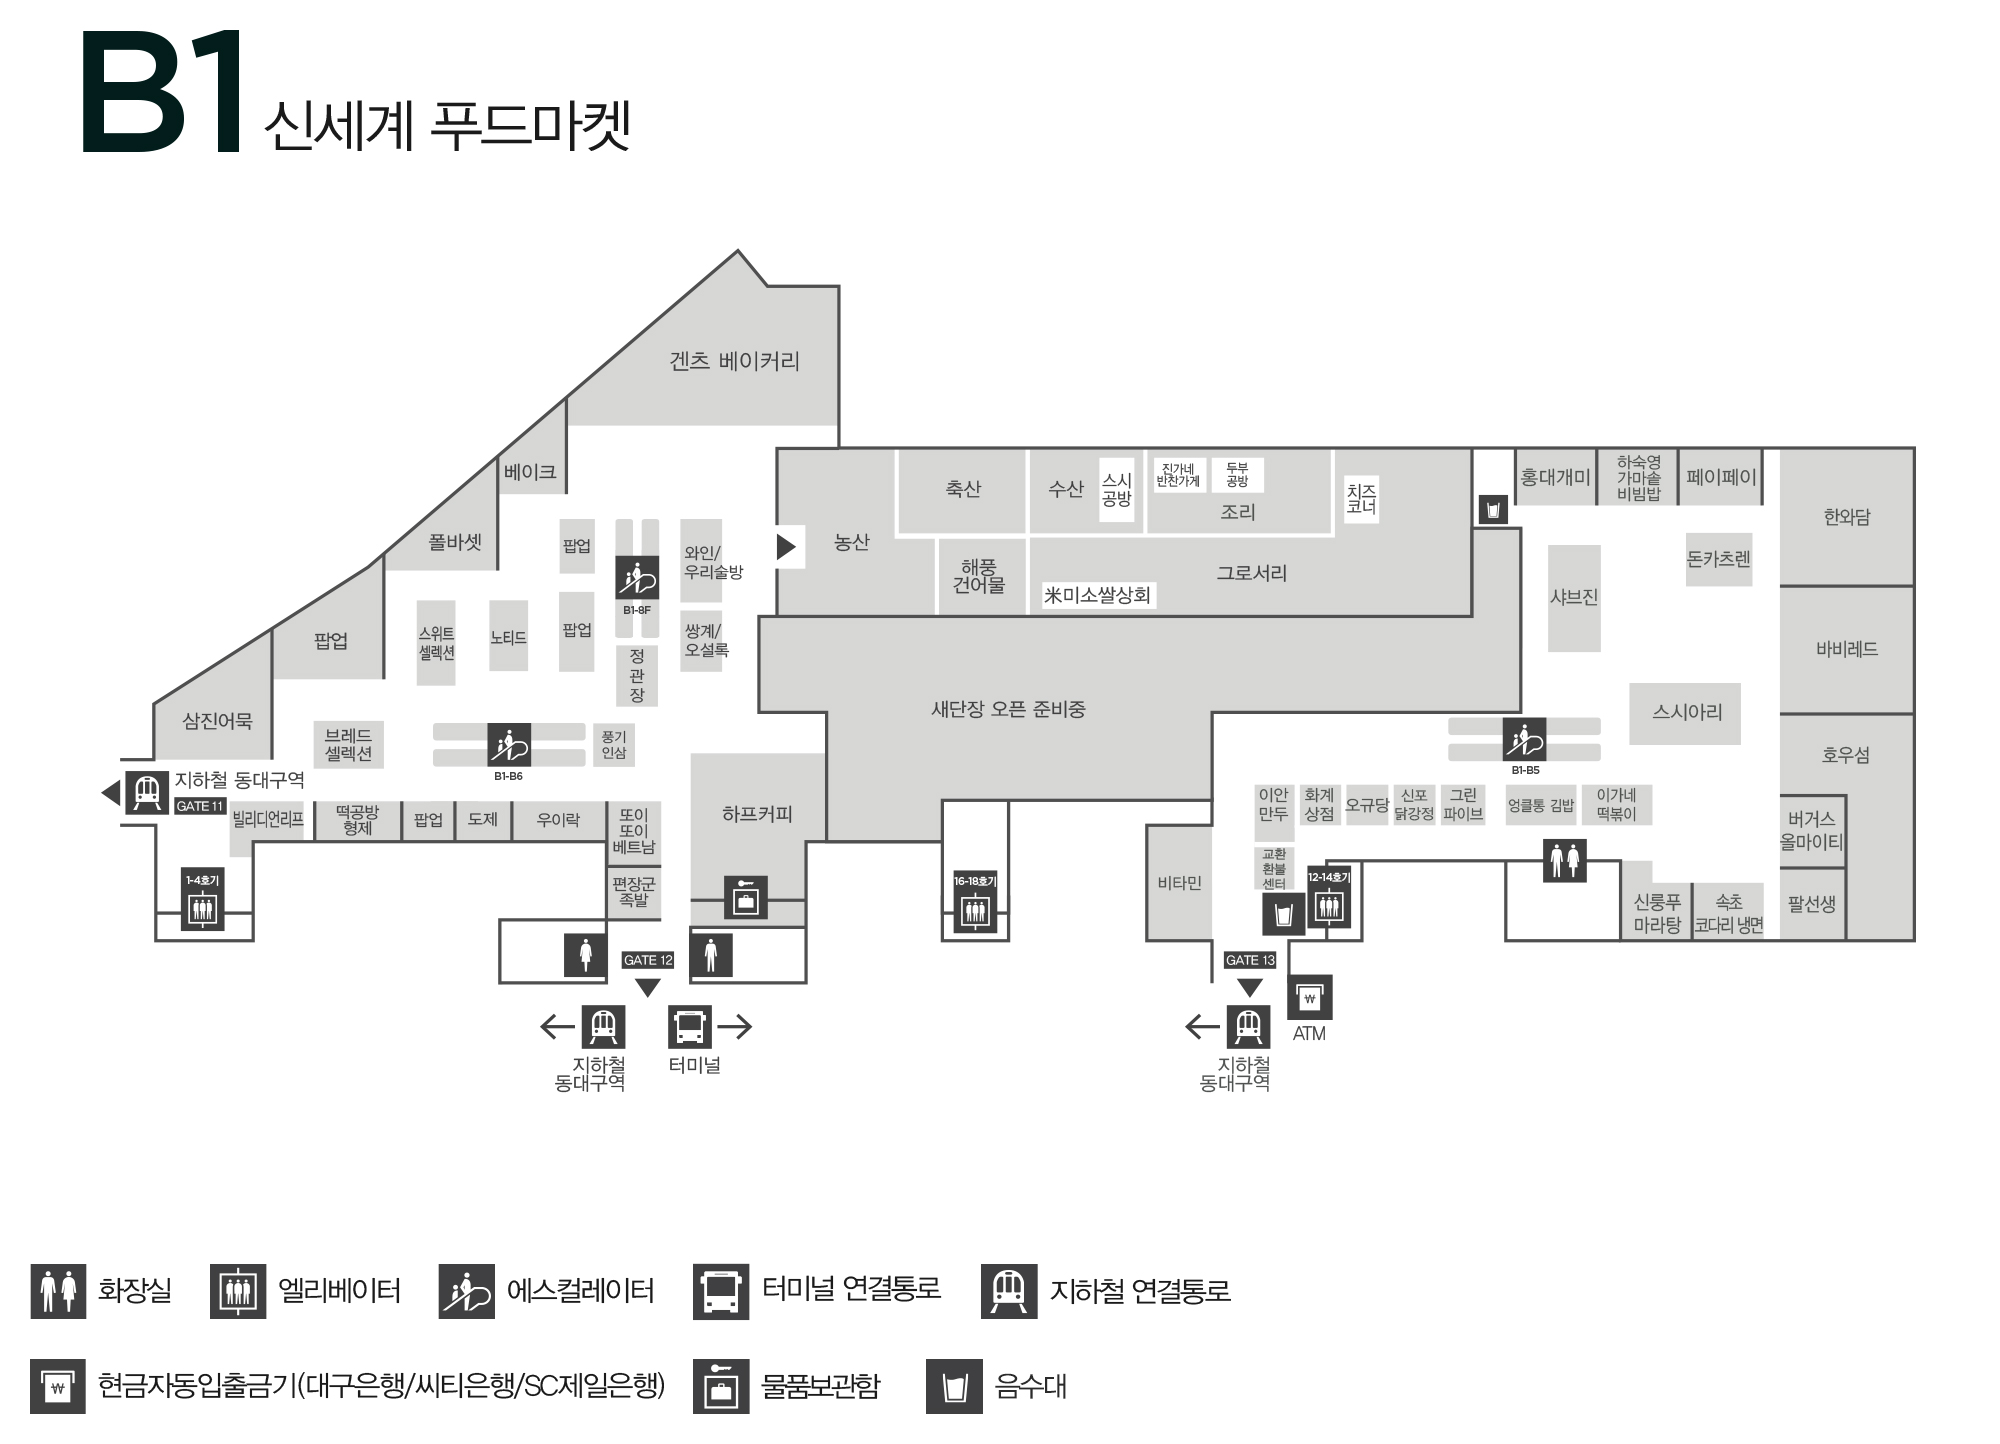 B1 신세계 푸드마켓
겐츠 베이커리
베이크
폴바셋
팝업
삼진어묵
팝업
팝업
B1-8F
와인/
우리술방
쌍계/
오설록
스위트
셀렉션
노티드
정
관
장
브레드
셀렉션
B1-B6
풍기
인삼
지하철 동대구역
GATE 11
빌리디언리프
떡공방
형제
팝업
도제
우이락
또이
또이
베트남
편장군
족발
하프커피
1-4호기
농산
축산
수산
스시
공방
진가네
반찬가게
두부
공방
조리
치즈
코너
해풍
건어물
그로서리
米미소쌀상회
새단장 오픈 준비중
홍대개미
하숙영
가마솥
비빔밥
페이페이
한와담
돈카츠렌
샤브진
바비레드
스시아리
호우섬
B1-B5
이안
만두
화계
상점
오규당
신포
닭강정
그린
파이브
엉클통 김밥
이가네
떡볶이
버거스
올마이티
교환
환불
센터
비타민
16-18호기
12-14호기
신룽푸
마라탕
속초
코다리 냉면
팔선생
GATE 12
GATE 13
지하철
동대구역
터미널
지하철
동대구역
ATM
화장실
엘리베이터
에스컬레이터
터미널 연결통로
지하철 연결통로
현금자동입출금기(대구은행/씨티은행/SC제일은행)
물품보관함
음수대